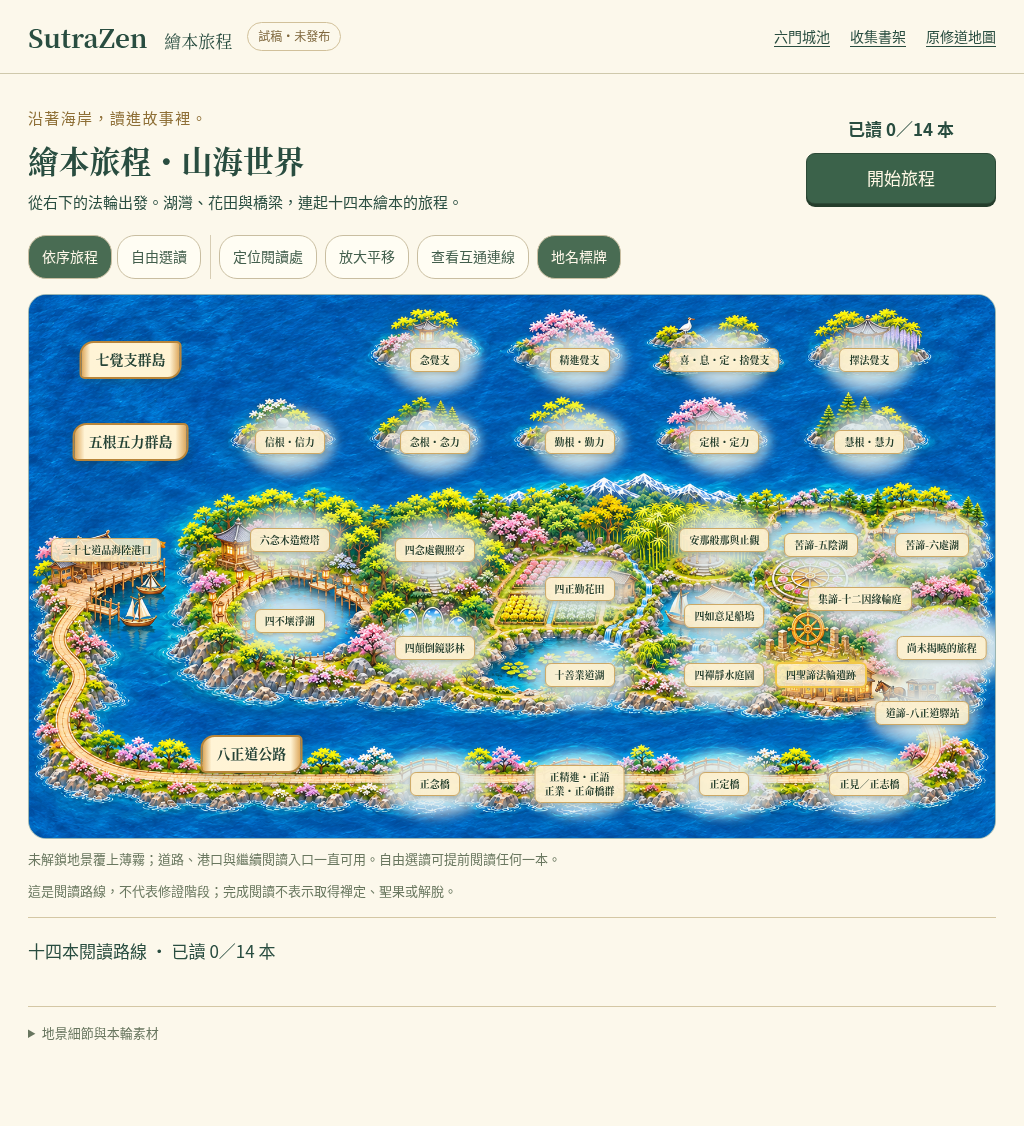 SutraZen 繪本旅程 試稿・未發布 六門城池 收集書架 原修道地圖
沿著海岸，讀進故事裡。
繪本旅程・山海世界
從右下的法輪出發。湖灣、花田與橋梁，連起十四本繪本的旅程。
已讀 0／14 本
開始旅程
依序旅程 自由選讀 定位閱讀處 放大平移 查看互通連線 地名標牌
七覺支群島 念覺支 精進覺支 喜・息・定・捨覺支 擇法覺支
五根五力群島 信根・信力 念根・念力 勤根・勤力 定根・定力 慧根・慧力
三十七道品海陸港口 六念木造燈塔 四念處觀照亭 安那般那與止觀 苦諦-五陰湖 苦諦-六處湖
四正勤花田 集諦-十二因緣輪庭
四不壞淨湖 四如意足船塢
四顛倒鏡影林 尚未揭曉的旅程
十善業道湖 四禪靜水庭園 四聖諦法輪遺跡
道諦-八正道驛站
八正道公路
正念橋 正精進・正語
正業・正命橋群 正定橋 正見／正志橋
未解鎖地景覆上薄霧；道路、港口與繼續閱讀入口一直可用。自由選讀可提前閱讀任何一本。
這是閱讀路線，不代表修證階段；完成閱讀不表示取得禪定、聖果或解脫。
十四本閱讀路線 ・ 已讀 0／14 本
地景細節與本輪素材